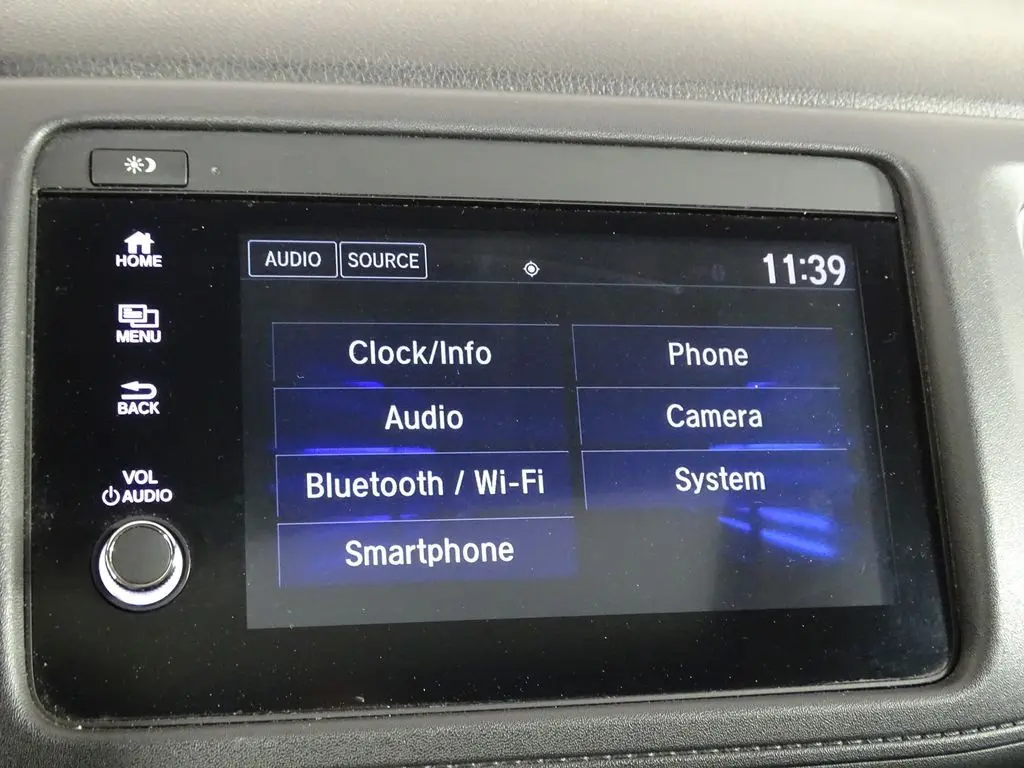 HOME
MENU
BACK
VOL
AUDIO
AUDIO SOURCE 11:39
Clock/Info
Phone
Audio
Camera
Bluetooth / Wi-Fi
System
Smartphone